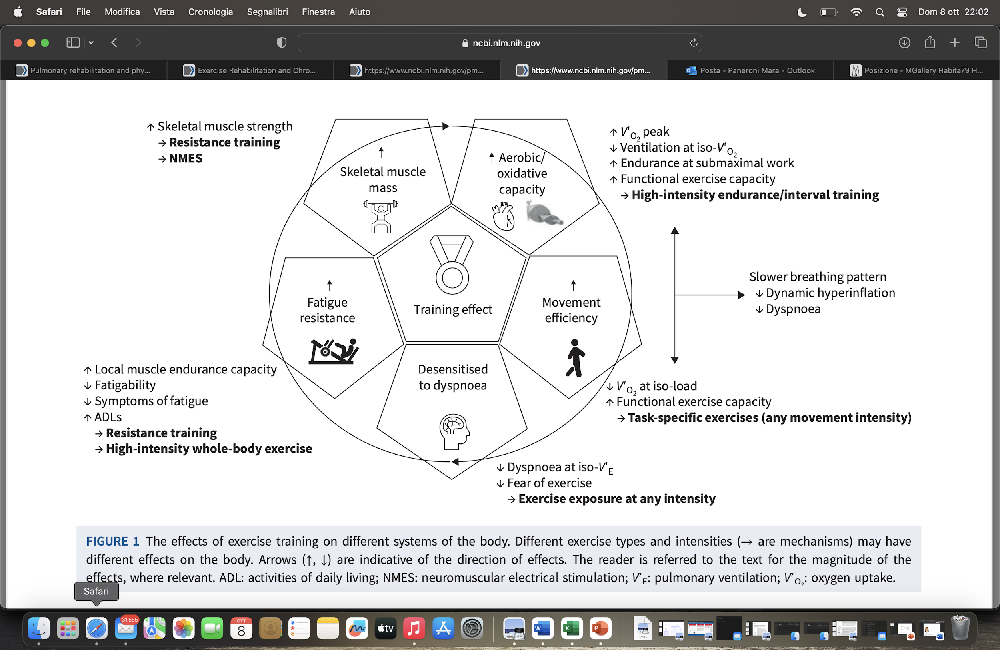 Safari File Modifica Vista Cronologia Segnalibri Finestra Aiuto Dom 8 ott 22:02
ncbi.nlm.nih.gov
Pulmonary rehabilitation and phy... Exercise Rehabilitation and Chro... https://www.ncbi.nlm.nih.gov/pm... https://www.ncbi.nlm.nih.gov/pm... Posta - Paneroni Mara - Outlook Posizione - MGallery Habita79 H...
↑ Skeletal muscle strength
→ Resistance training
→ NMES
↑
Skeletal muscle
mass
↑ Aerobic/
oxidative
capacity
↑ V′O₂ peak
↓ Ventilation at iso-V′O₂
↑ Endurance at submaximal work
↑ Functional exercise capacity
→ High-intensity endurance/interval training
↑
Fatigue
resistance
Training effect
↑
Movement
efficiency
Slower breathing pattern
↓ Dynamic hyperinflation
↓ Dyspnoea
↑ Local muscle endurance capacity
↓ Fatigability
↓ Symptoms of fatigue
↑ ADLs
→ Resistance training
→ High-intensity whole-body exercise
Desensitised
to dyspnoea
↓ V′O₂ at iso-load
↑ Functional exercise capacity
→ Task-specific exercises (any movement intensity)
↓ Dyspnoea at iso-V′E
↓ Fear of exercise
→ Exercise exposure at any intensity
FIGURE 1 The effects of exercise training on different systems of the body. Different exercise types and intensities (→ are mechanisms) may have
different effects on the body. Arrows (↑, ↓) are indicative of the direction of effects. The reader is referred to the text for the magnitude of the
effects, where relevant. ADL: activities of daily living; NMES: neuromuscular electrical stimulation; V′E: pulmonary ventilation; V′O₂: oxygen uptake.
Safari
31.585
OTT
8
tv
W
X
P
PNG